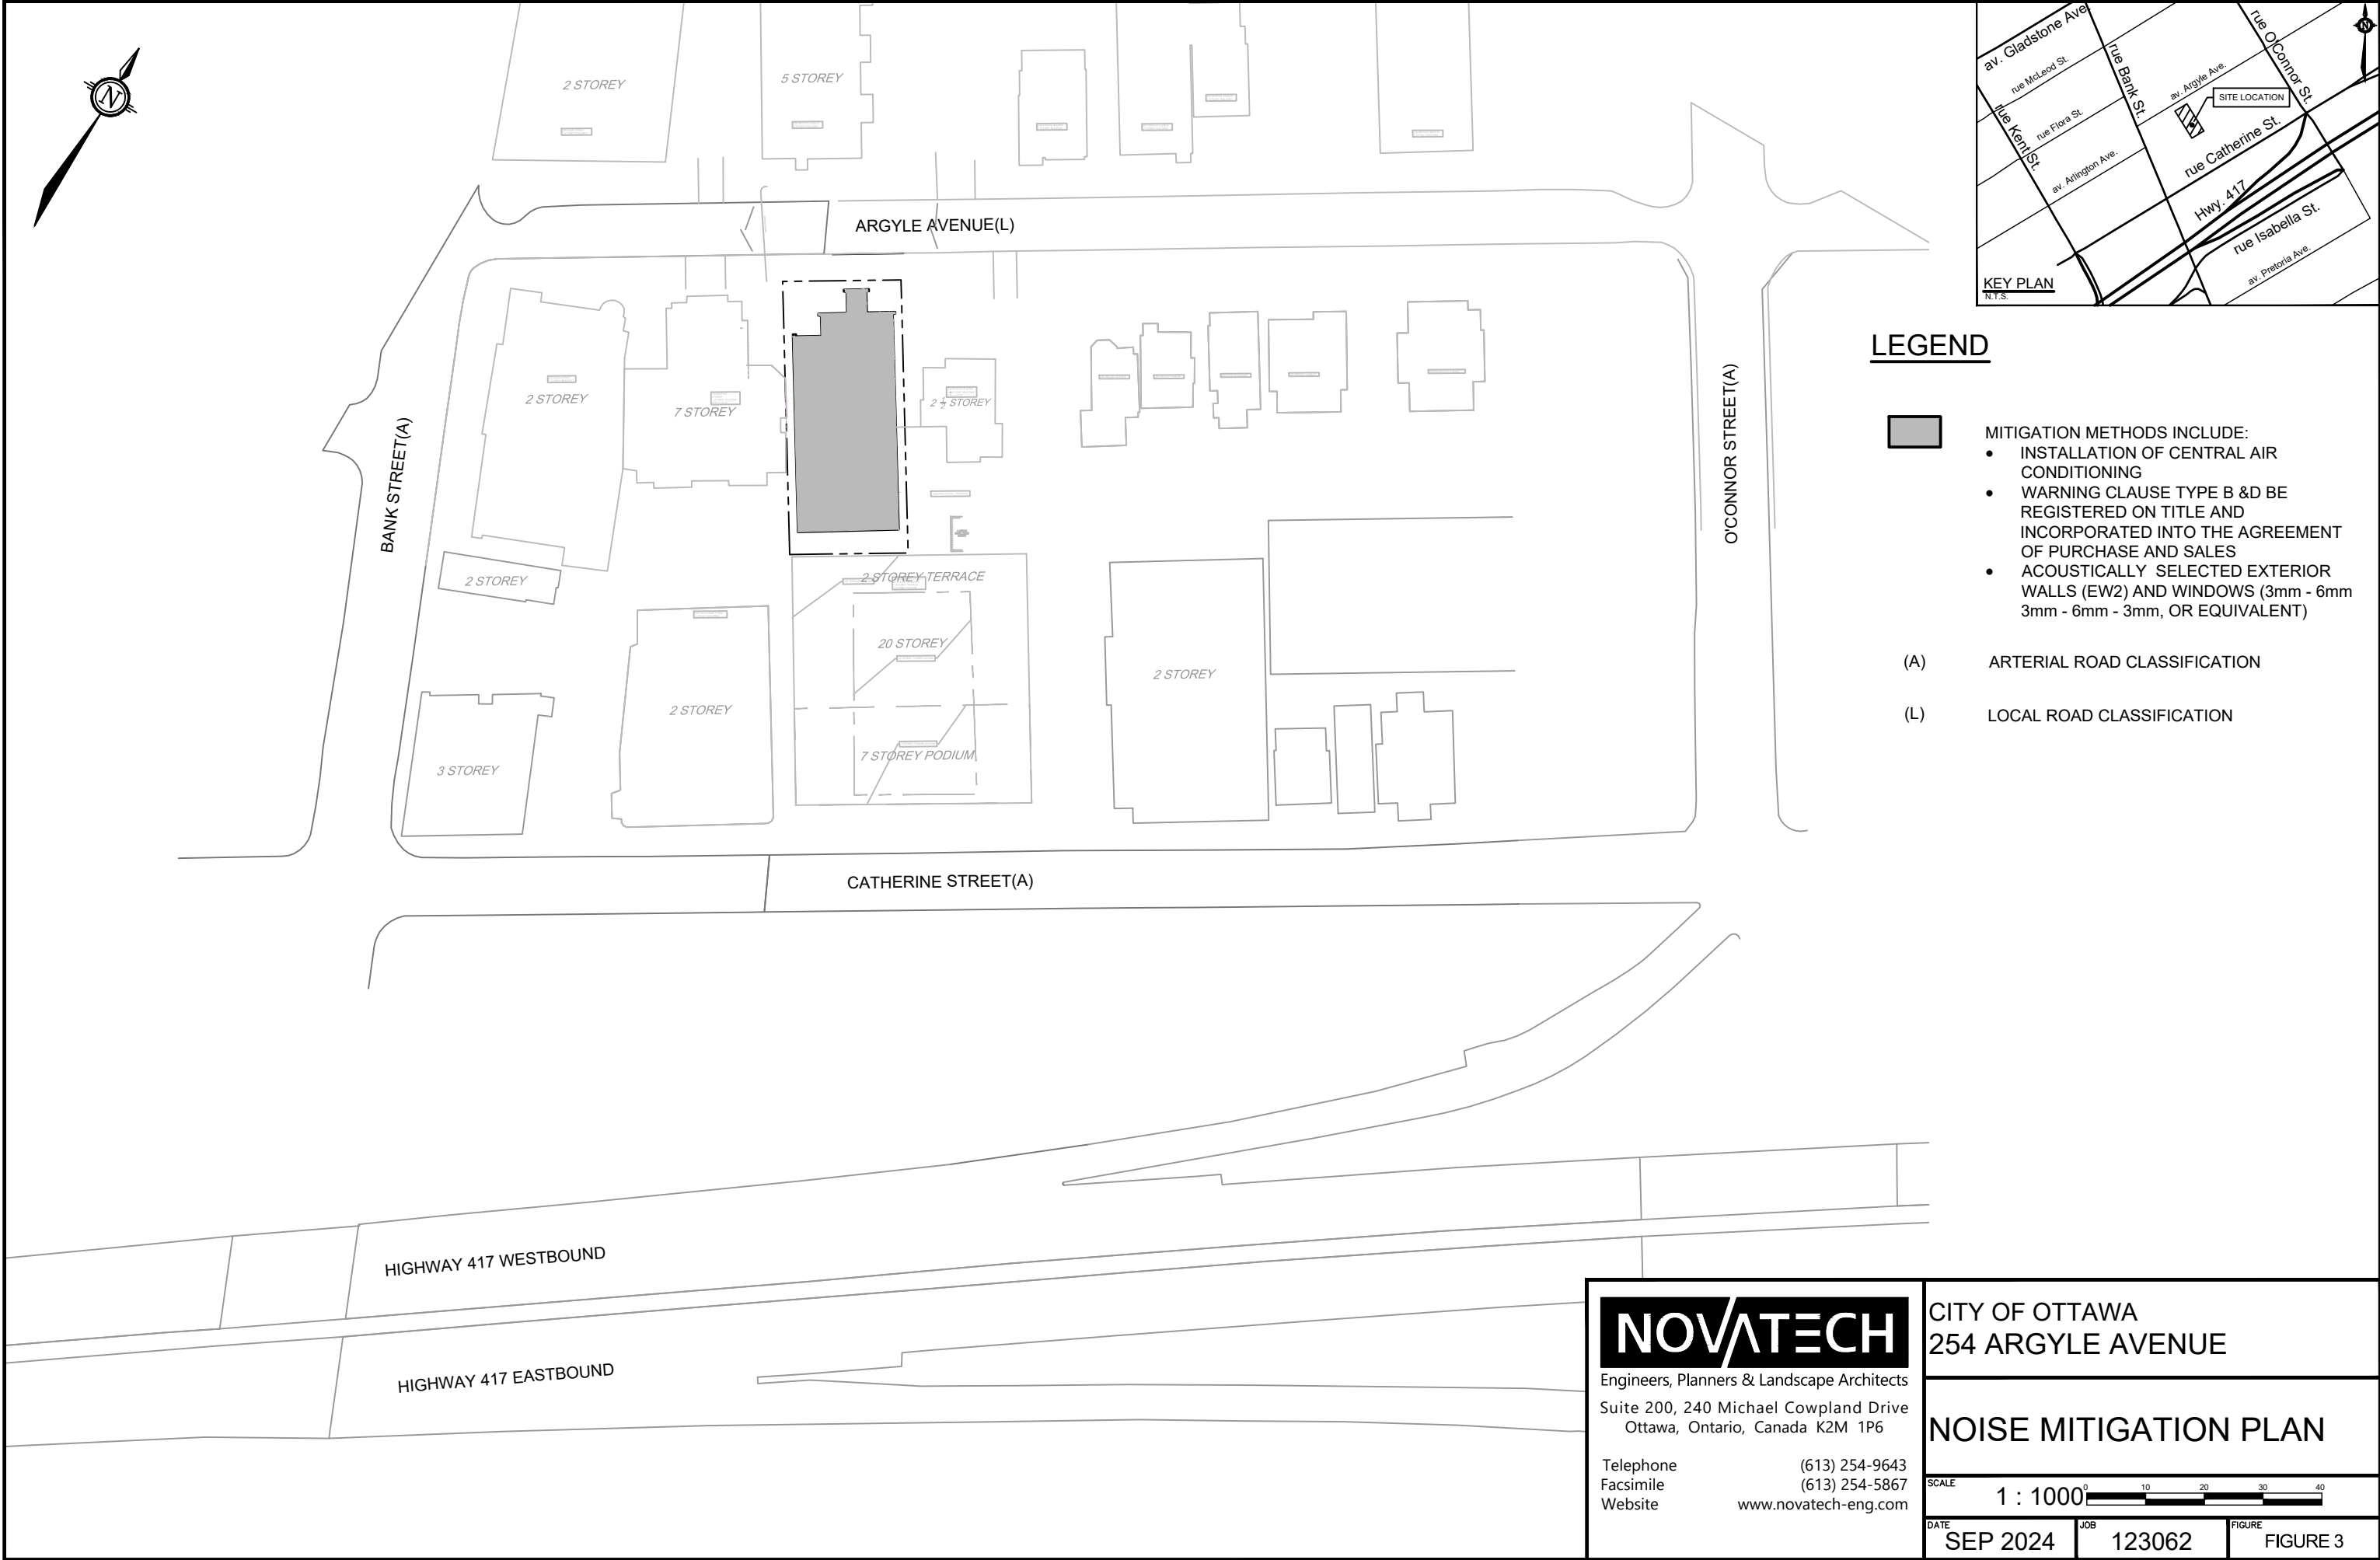 2 STOREY
5 STOREY
ARGYLE AVENUE(L)
N
2 STOREY
7 STOREY
2 ½ STOREY
BANK STREET(A)
O'CONNOR STREET(A)
2 STOREY
2 STOREY TERRACE
20 STOREY
2 STOREY
2 STOREY
7 STOREY PODIUM
3 STOREY
CATHERINE STREET(A)
HIGHWAY 417 WESTBOUND
HIGHWAY 417 EASTBOUND
av. Gladstone Ave.
rue McLeod St.
rue Flora St.
av. Arlington Ave.
rue Kent St.
rue Bank St.
av. Argyle Ave.
rue O'Connor St.
N
SITE LOCATION
rue Catherine St.
Hwy. 417
rue Isabella St.
av. Pretoria Ave.
KEY PLAN
N.T.S.
LEGEND
MITIGATION METHODS INCLUDE:
• INSTALLATION OF CENTRAL AIR
CONDITIONING
• WARNING CLAUSE TYPE B &D BE
REGISTERED ON TITLE AND
INCORPORATED INTO THE AGREEMENT
OF PURCHASE AND SALES
• ACOUSTICALLY SELECTED EXTERIOR
WALLS (EW2) AND WINDOWS (3mm - 6mm
3mm - 6mm - 3mm, OR EQUIVALENT)
(A) ARTERIAL ROAD CLASSIFICATION
(L) LOCAL ROAD CLASSIFICATION
NOVATECH
Engineers, Planners & Landscape Architects
Suite 200, 240 Michael Cowpland Drive
Ottawa, Ontario, Canada K2M 1P6
Telephone (613) 254-9643
Facsimile (613) 254-5867
Website www.novatech-eng.com
CITY OF OTTAWA
254 ARGYLE AVENUE
NOISE MITIGATION PLAN
SCALE
1 : 1000
0 10 20 30 40
DATE
SEP 2024
JOB
123062
FIGURE
FIGURE 3